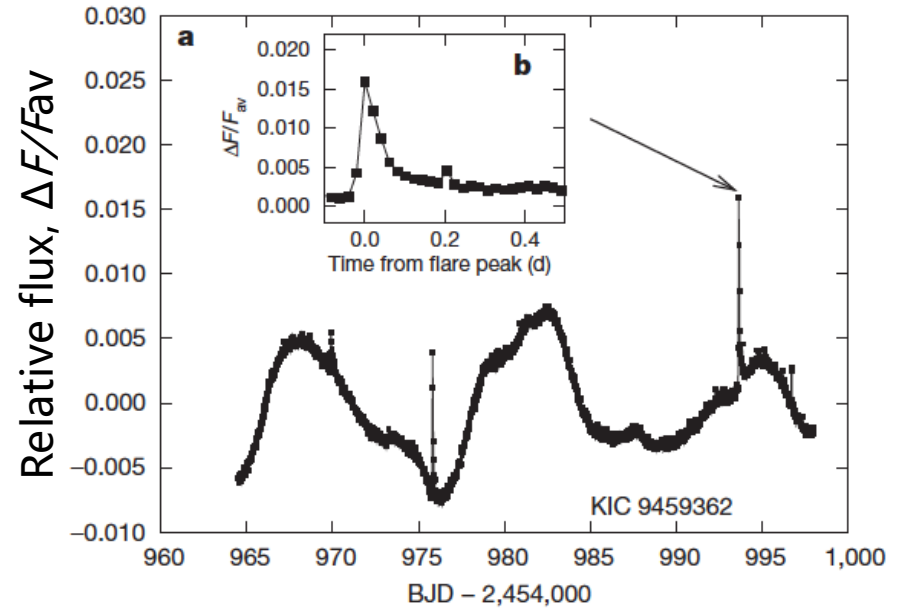 Relative flux, ΔF/Fav
0.030
0.025
0.020
0.015
0.010
0.005
0.000
−0.005
−0.010
a
b
ΔF/Fav
0.020
0.015
0.010
0.005
0.000
0.0 0.2 0.4
Time from flare peak (d)
KIC 9459362
960 965 970 975 980 985 990 995 1,000
BJD − 2,454,000